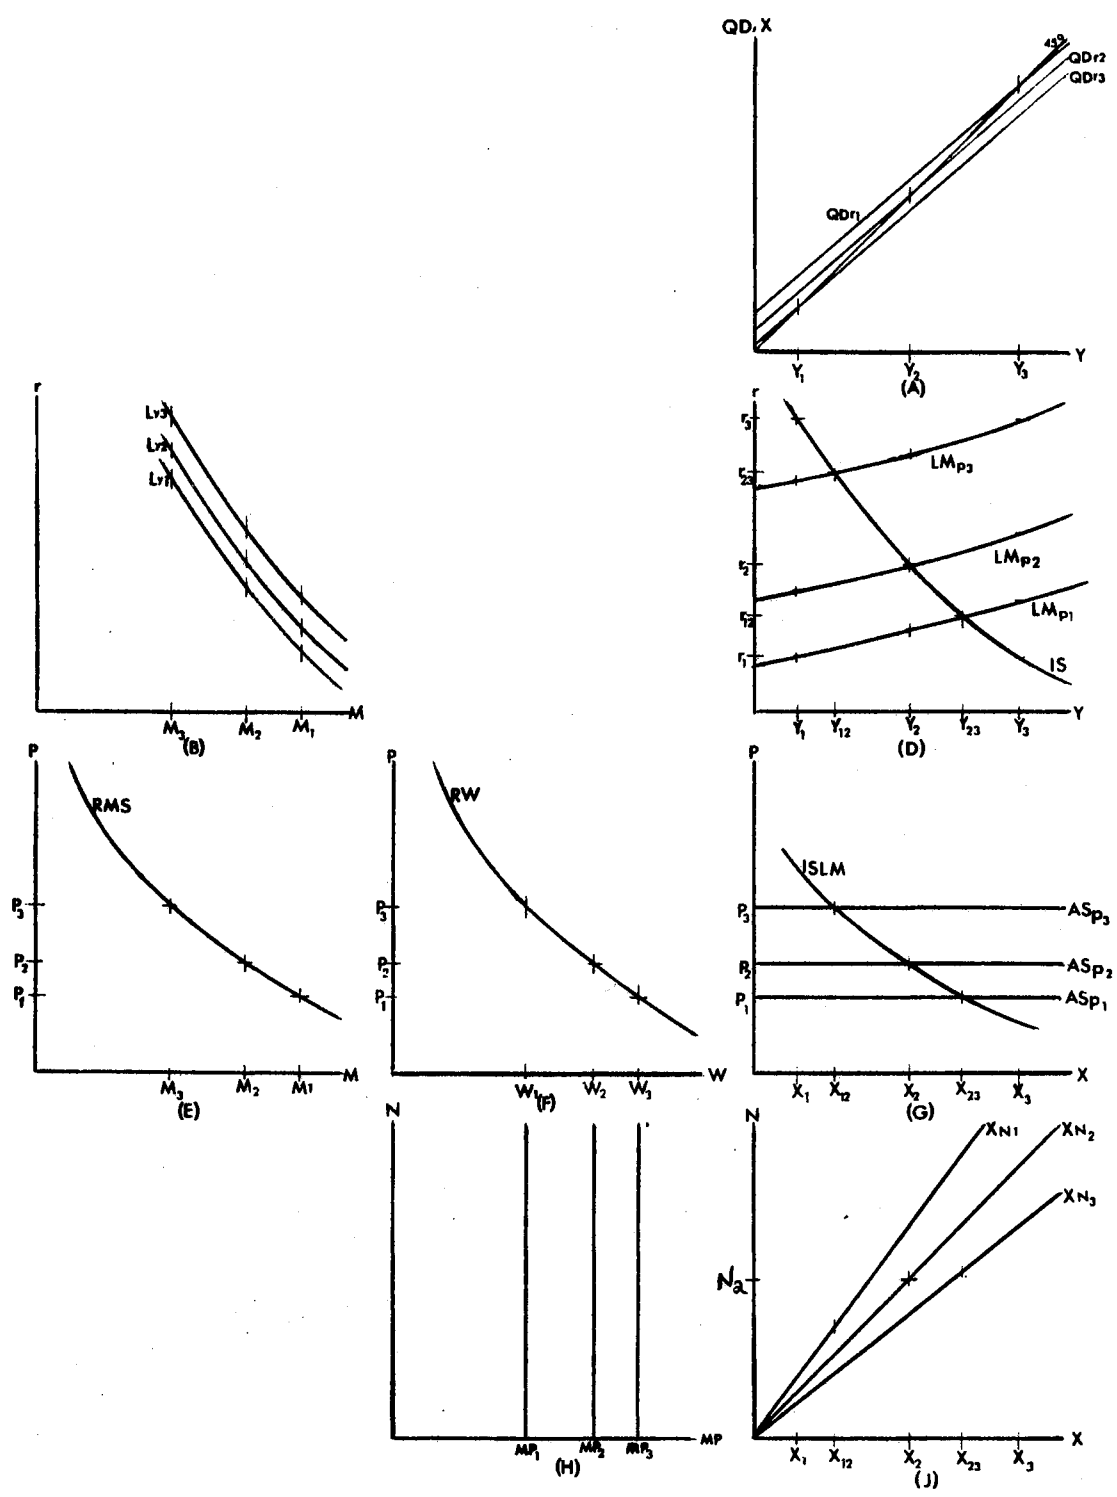 QD,X
45°
QDr2
QDr3
QDr1
Y
Y1 Y2 Y3
(A)
r
Ly3
Ly2
Ly1
M
M3 M2 M1
(B)
r
r3
r23
r2
r12
r1
LMP3
LMP2
LMP1
IS
Y
Y1 Y12 Y2 Y23 Y3
(D)
P
RMS
P3
P2
P1
M
M3 M2 M1
(E)
P
RW
P3
P2
P1
W
W1 W2 W3
(F)
P
ISLM
P3
P2
P1
ASP3
ASP2
ASP1
X
X1 X12 X2 X23 X3
(G)
N
MP
MP1 MP2 MP3
(H)
N
XN1
XN2
XN3
N2
X
X1 X12 X2 X23 X3
(J)